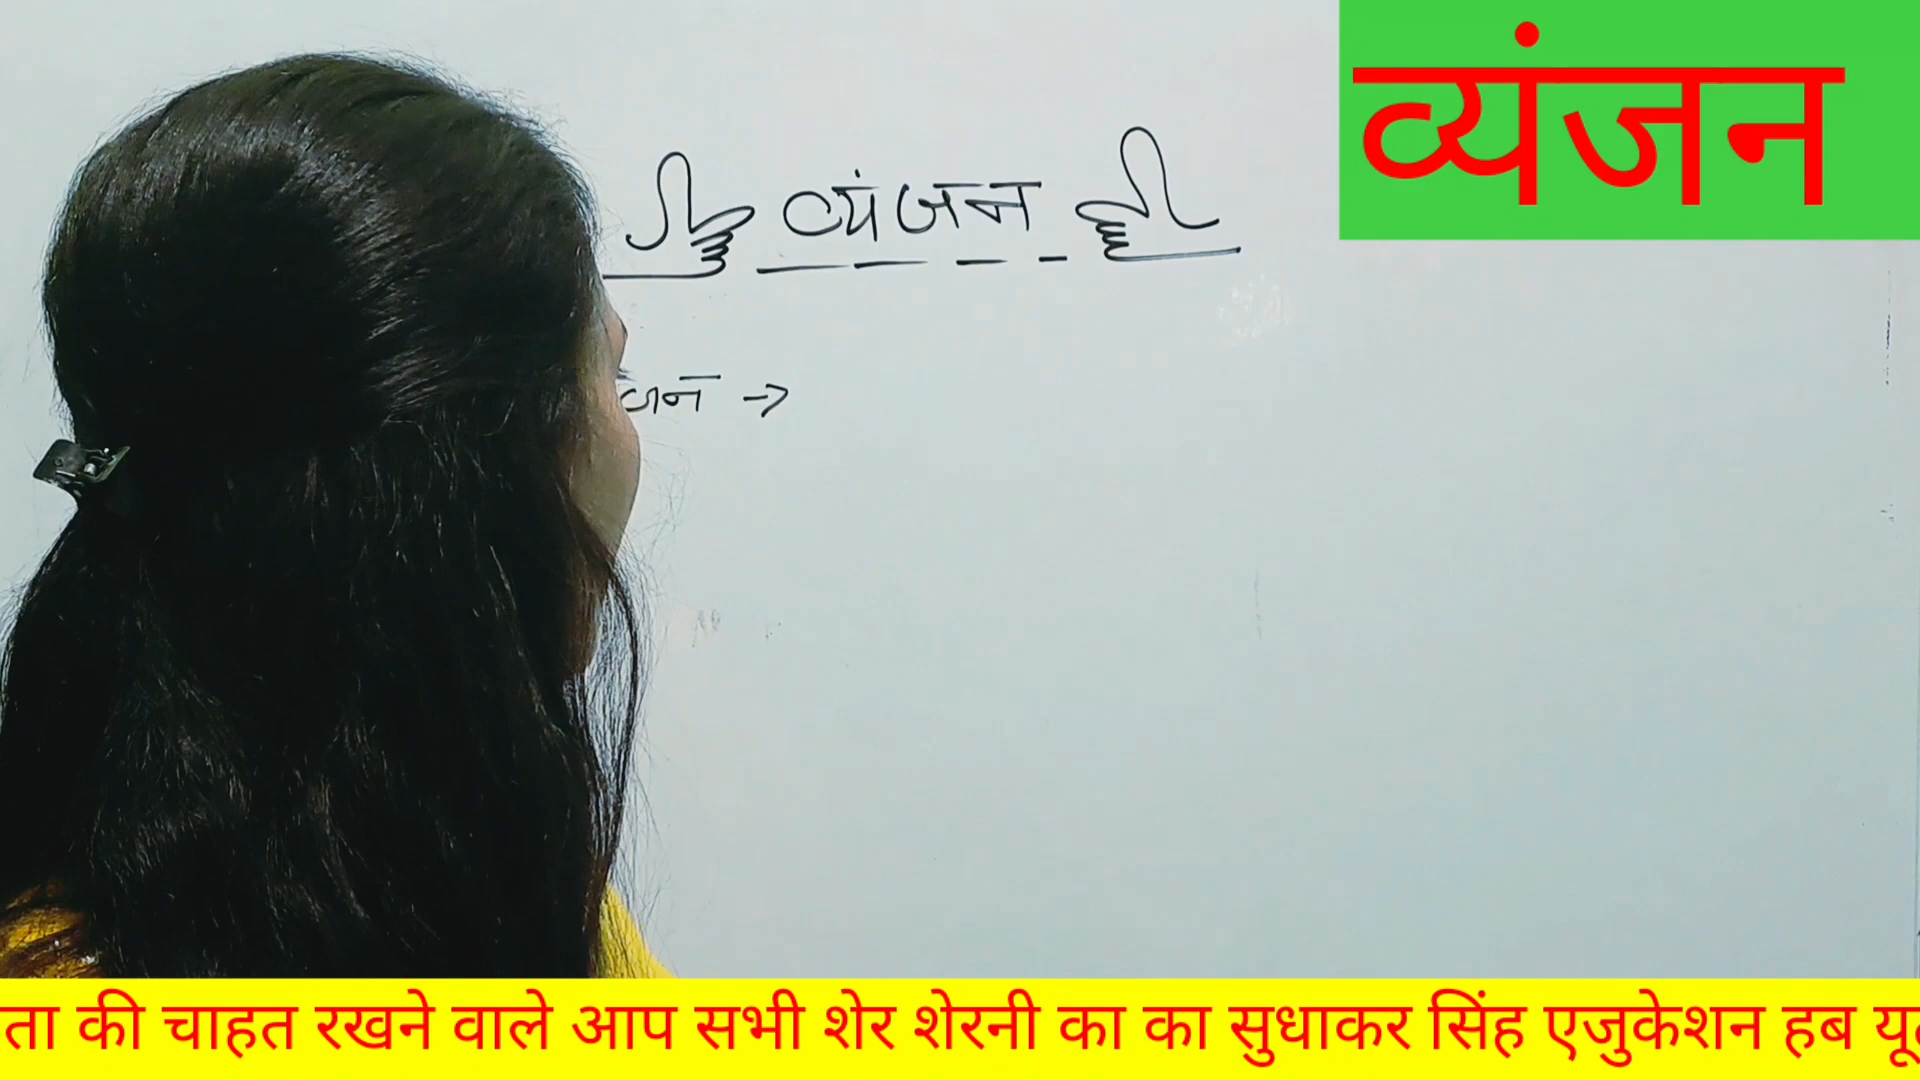 व्यंजन
व्यंजन
जन →
ता की चाहत रखने वाले आप सभी शेर शेरनी का का सुधाकर सिंह एजुकेशन हब